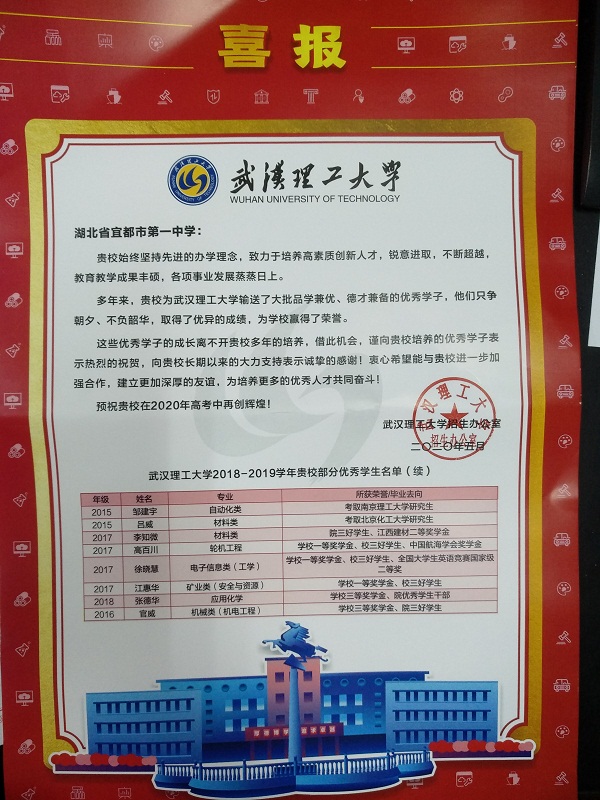 喜报
武汉理工大学
WUHAN UNIVERSITY OF TECHNOLOGY
湖北省宜都市第一中学：
贵校始终坚持先进的办学理念，致力于培养高素质创新人才，锐意进取，不断超越，
教育教学成果丰硕，各项事业发展蒸蒸日上。
多年来，贵校为武汉理工大学输送了大批品学兼优、德才兼备的优秀学子，他们只争
朝夕、不负韶华，取得了优异的成绩，为学校赢得了荣誉。
这些优秀学子的成长离不开贵校多年的培养，借此机会，谨向贵校培养的优秀学子表
示热烈的祝贺，向贵校长期以来的大力支持表示诚挚的感谢！衷心希望能与贵校进一步加
强合作，建立更加深厚的友谊，为培养更多的优秀人才共同奋斗！
预祝贵校在2020年高考中再创辉煌！
武汉理工大学招生办公室
二〇二〇年五月
武汉理工大学
招生办公室
武汉理工大学2018-2019学年贵校部分优秀学生名单（续）
年级 姓名 专业 所获荣誉/毕业去向
2015 邹建宇 自动化类 考取南京理工大学研究生
2015 吕威 材料类 考取北京化工大学研究生
2017 李知微 材料类 院三好学生、江西建材二等奖学金
2017 高百川 轮机工程 学校一等奖学金、校三好学生、中国航海学会奖学金
2017 徐晓慧 电子信息类（工学） 学校一等奖学金、校三好学生、全国大学生英语竞赛国家级
二等奖
2017 江惠华 矿业类（安全与资源） 学校一等奖学金、校三好学生
2018 张德华 应用化学 学校三等奖学金、院优秀学生干部
2016 官威 机械类（机电工程） 学校三等奖学金、院三好学生